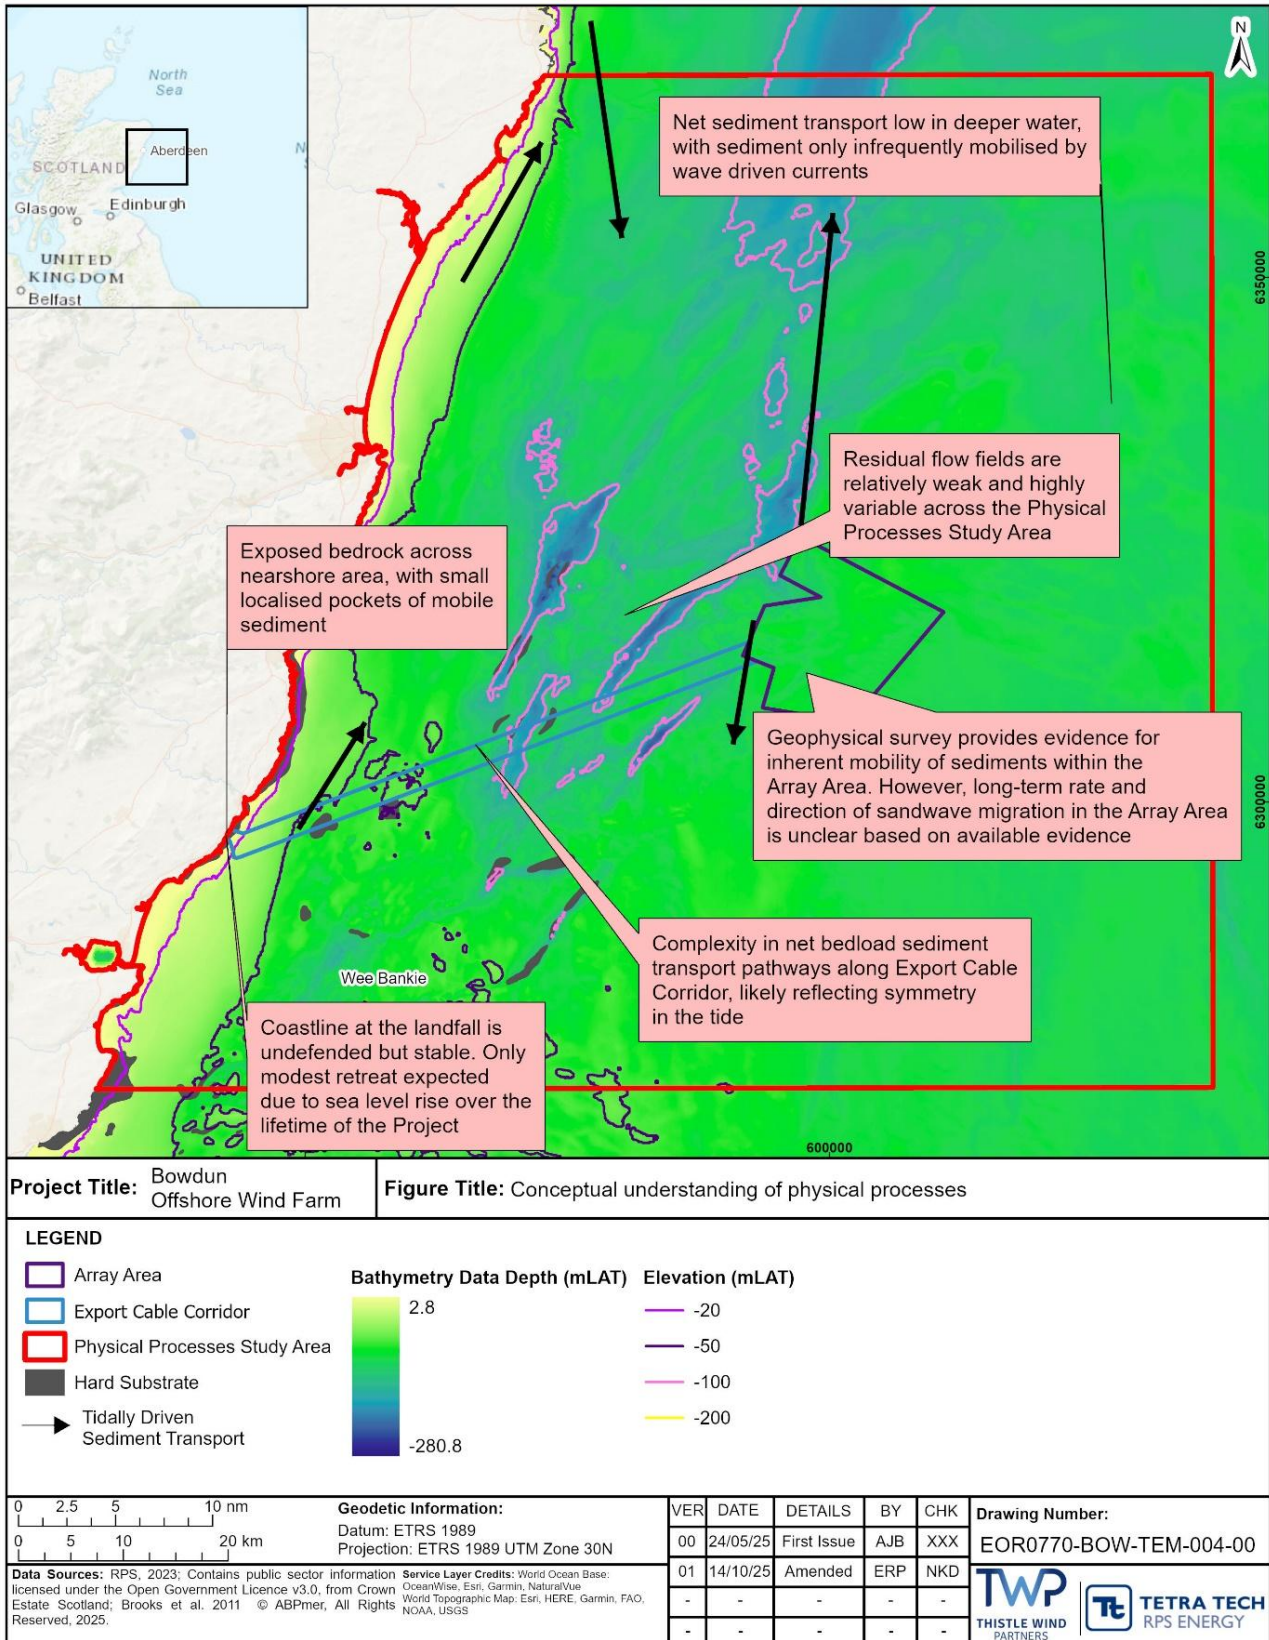 North
Sea
Aberdeen
SCOTLAND
Glasgow
Edinburgh
UNITED
KINGDOM
Belfast
N
N
Net sediment transport low in deeper water,
with sediment only infrequently mobilised by
wave driven currents
6350000
Residual flow fields are
relatively weak and highly
variable across the Physical
Processes Study Area
Exposed bedrock across
nearshore area, with small
localised pockets of mobile
sediment
Geophysical survey provides evidence for
inherent mobility of sediments within the
Array Area. However, long-term rate and
direction of sandwave migration in the Array Area
is unclear based on available evidence
6300000
Complexity in net bedload sediment
transport pathways along Export Cable
Corridor, likely reflecting symmetry
in the tide
Wee Bankie
Coastline at the landfall is
undefended but stable. Only
modest retreat expected
due to sea level rise over the
lifetime of the Project
600000
Project Title: Bowdun
Offshore Wind Farm
Figure Title: Conceptual understanding of physical processes
LEGEND
Array Area
Export Cable Corridor
Physical Processes Study Area
Hard Substrate
Tidally Driven
Sediment Transport
Bathymetry Data Depth (mLAT)
2.8
-280.8
Elevation (mLAT)
-20
-50
-100
-200
0 2.5 5 10 nm
0 5 10 20 km
Geodetic Information:
Datum: ETRS 1989
Projection: ETRS 1989 UTM Zone 30N
Data Sources: RPS, 2023; Contains public sector information
licensed under the Open Government Licence v3.0, from Crown
Estate Scotland; Brooks et al. 2011 © ABPmer, All Rights
Reserved, 2025.
Service Layer Credits: World Ocean Base:
OceanWise, Esri, Garmin, NaturalVue
World Topographic Map: Esri, HERE, Garmin, FAO,
NOAA, USGS
VER DATE DETAILS BY CHK
00 24/05/25 First Issue AJB XXX
01 14/10/25 Amended ERP NKD
- - - - -
- - - - -
Drawing Number:
EOR0770-BOW-TEM-004-00
TWP
THISTLE WIND
PARTNERS
Tt
TETRA TECH
RPS ENERGY